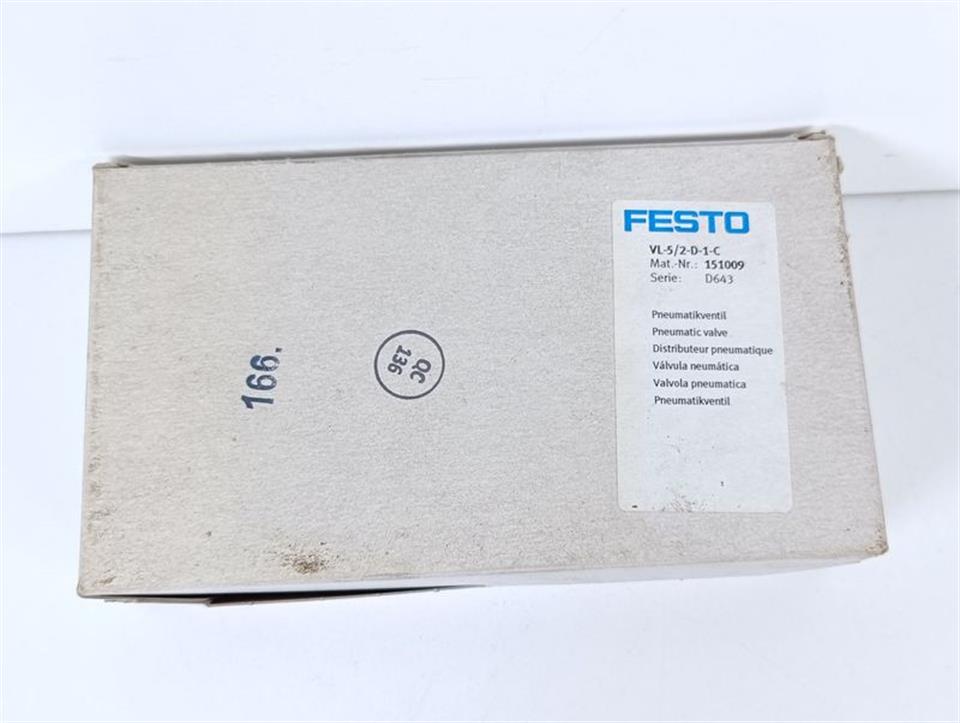 FESTO
VL-5/2-D-1-C
Mat.-Nr.: 151009
Serie: D643
Pneumatikventil
Pneumatic valve
Distributeur pneumatique
Válvula neumática
Valvola pneumatica
Pneumatikventil
166.
QC
136